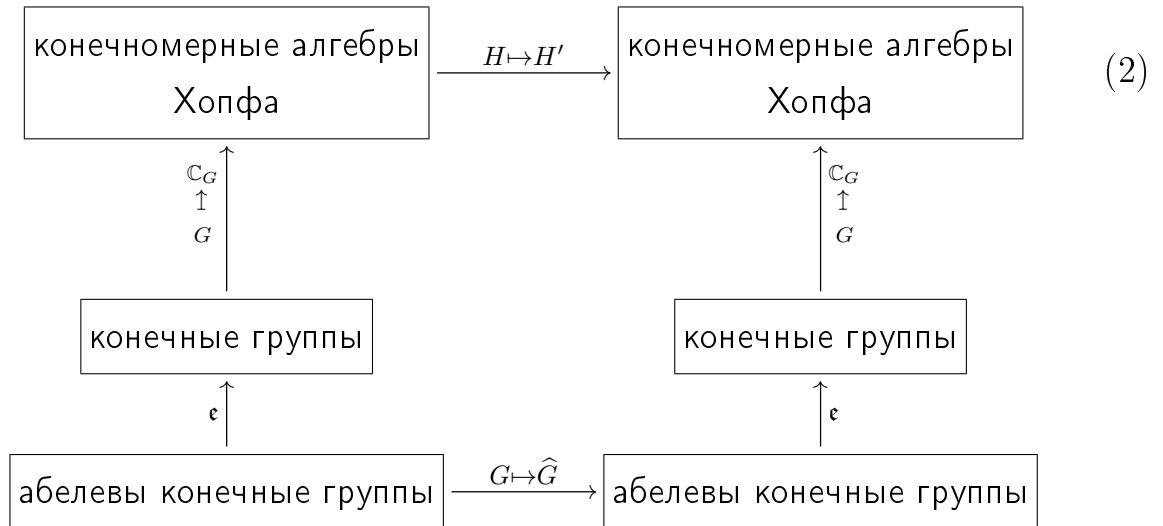 конечномерные алгебры
Хопфа
H↦H′
конечномерные алгебры
Хопфа
(2)
ℂ_G
↥
G
ℂ_G
↥
G
конечные группы
конечные группы
𝔢
𝔢
абелевы конечные группы
G↦Ĝ
абелевы конечные группы